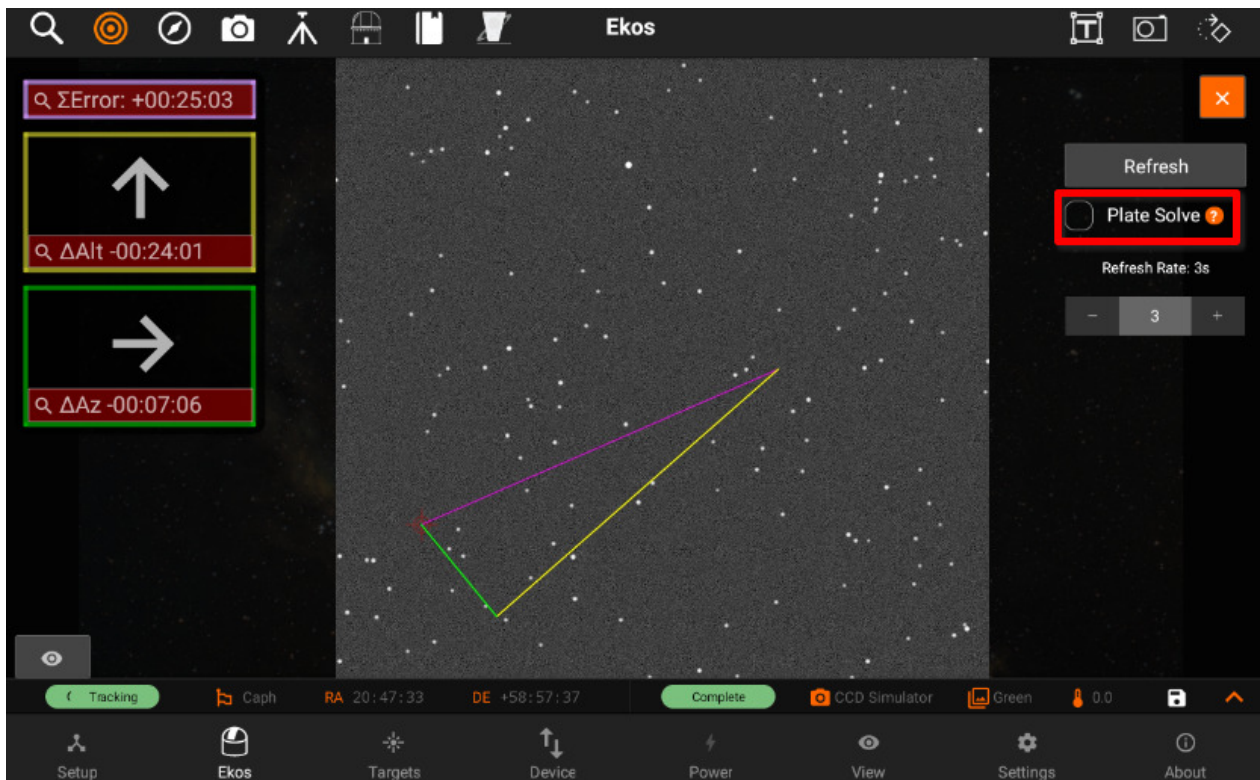 Ekos
T
ΣError: +00:25:03
ΔAlt -00:24:01
ΔAz -00:07:06
Refresh
Plate Solve ?
Refresh Rate: 3s
− 3 +
Tracking Caph RA 20:47:33 DE +58:57:37 Complete CCD Simulator Green 0.0
Setup Ekos Targets Device Power View Settings About